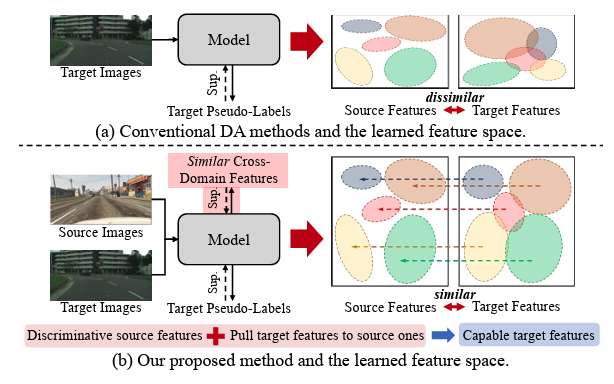 Model
Target Images
Sup.
Target Pseudo-Labels
dissimilar
Source Features
Target Features
(a) Conventional DA methods and the learned feature space.
Similar Cross-
Domain Features
Sup.
Source Images
Model
Sup.
Target Images
Target Pseudo-Labels
similar
Source Features
Target Features
Discriminative source features + Pull target features to source ones
Capable target features
(b) Our proposed method and the learned feature space.